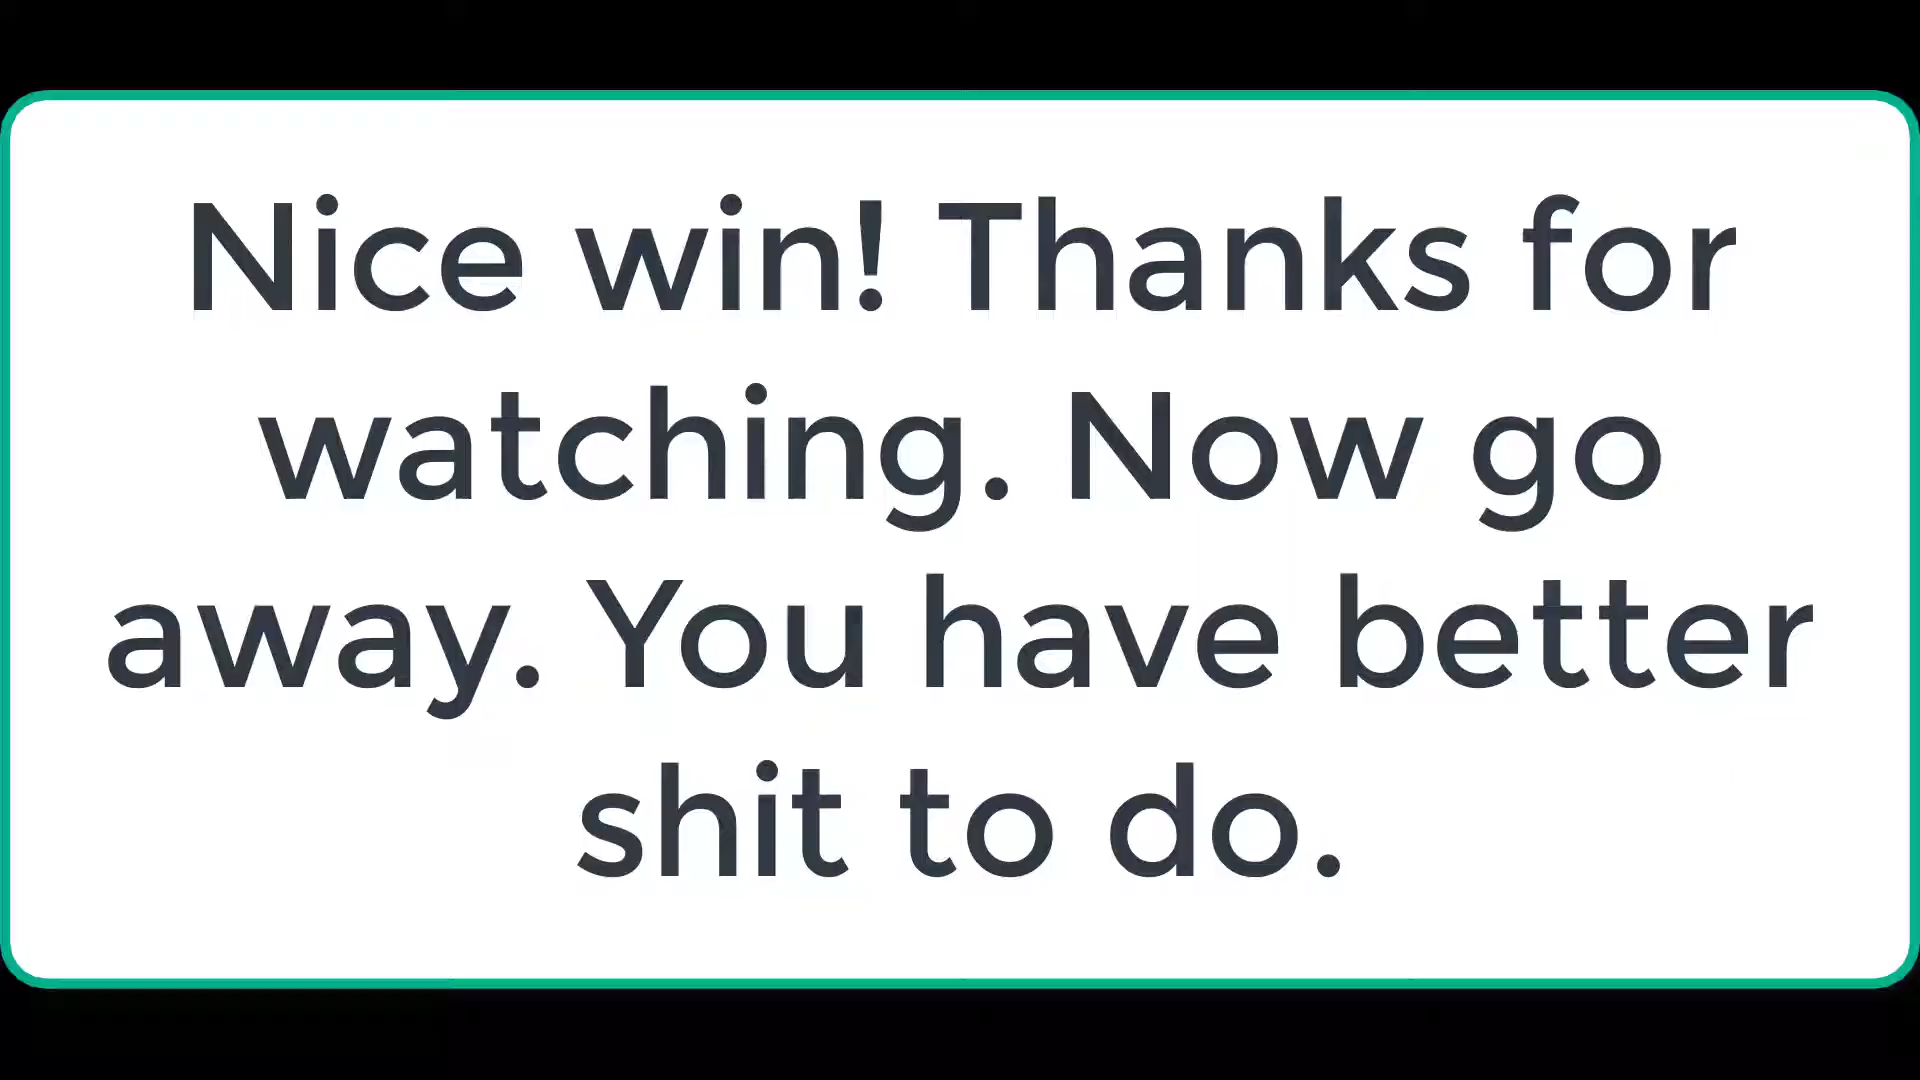 Nice win! Thanks for
watching. Now go
away. You have better
shit to do.